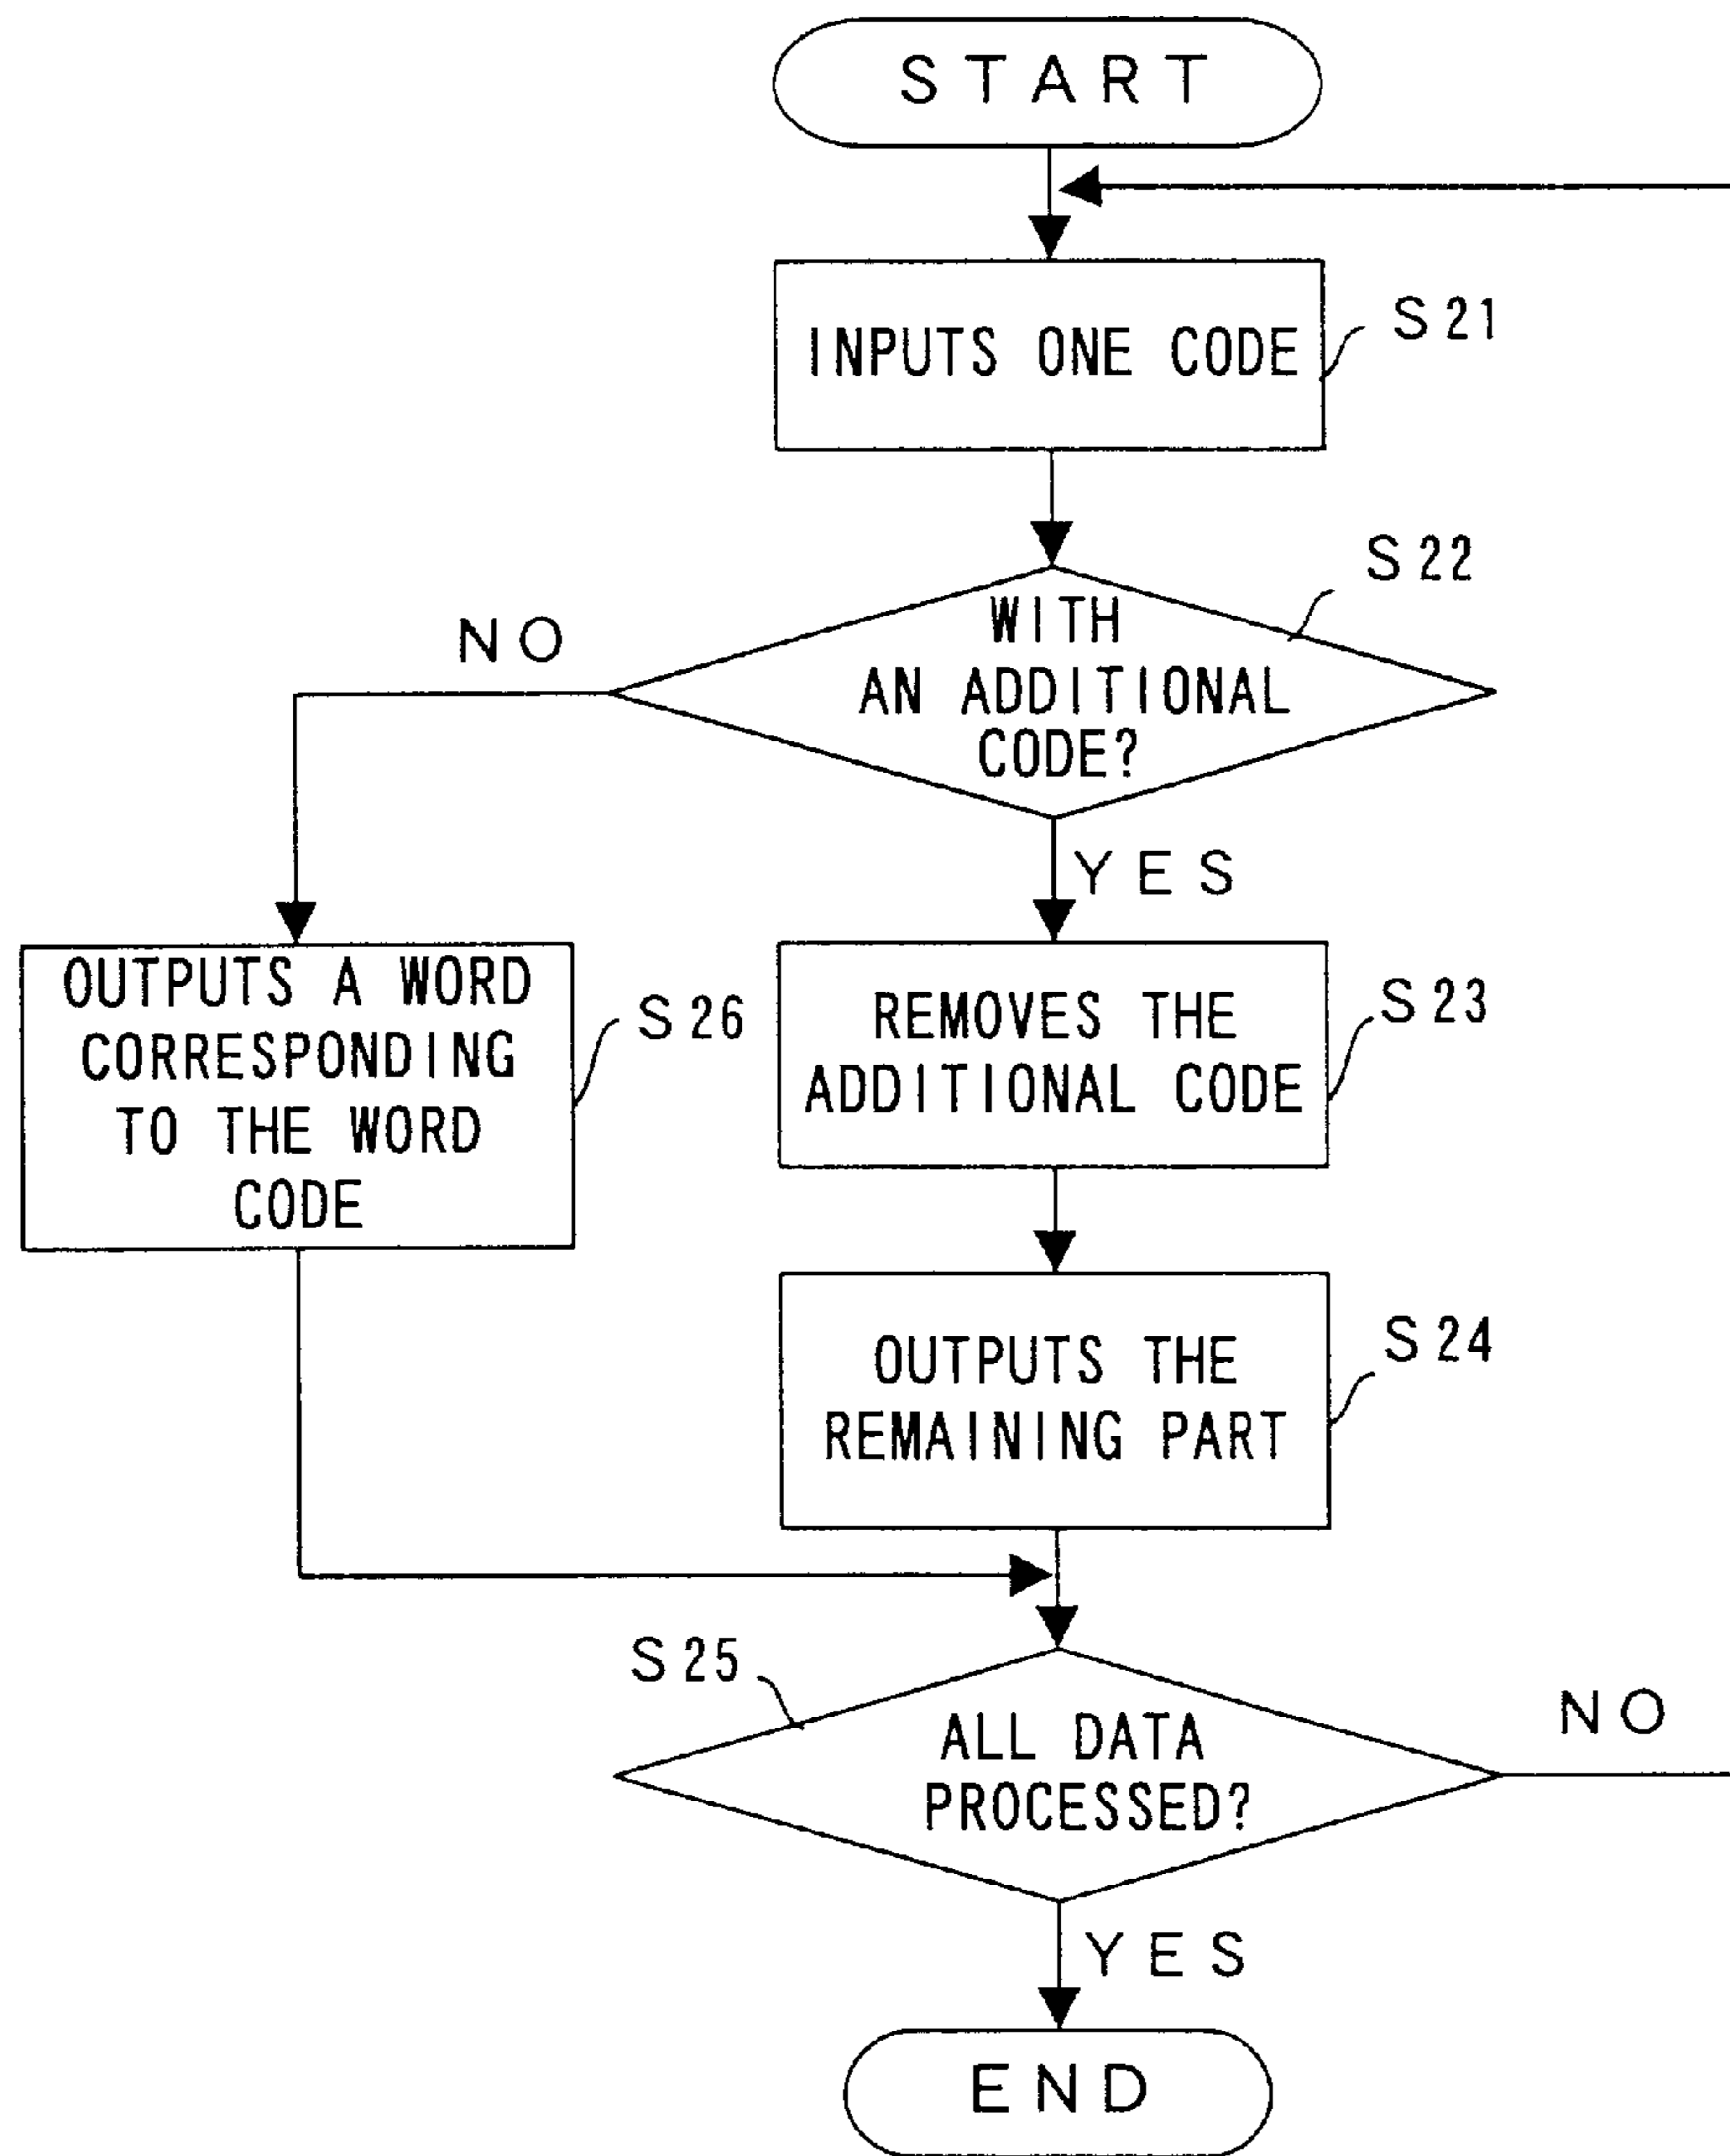 START
INPUTS ONE CODE
S21
S22
WITH
AN ADDITIONAL
CODE?
NO
YES
OUTPUTS A WORD
CORRESPONDING
TO THE WORD
CODE
S26
REMOVES THE
ADDITIONAL CODE
S23
OUTPUTS THE
REMAINING PART
S24
S25
ALL DATA
PROCESSED?
NO
YES
END